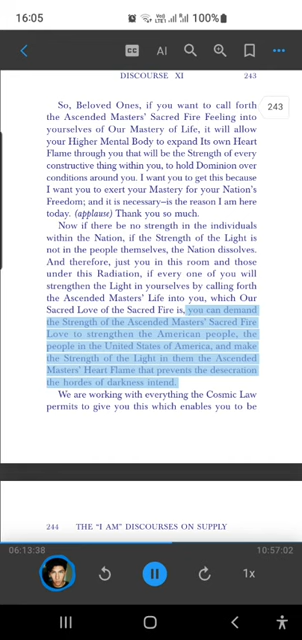 16:05
100%
CC
AI
DISCOURSE XI
243
243
So, Beloved Ones, if you want to call forth
the Ascended Masters' Sacred Fire Feeling into
yourselves of Our Mastery of Life, it will allow
your Higher Mental Body to expand Its own Heart
Flame through you that will be the Strength of every
constructive thing within you, to hold Dominion over
conditions around you. I want you to get this because
I want you to exert your Mastery for your Nation's
Freedom; and it is necessary—is the reason I am here
today. (applause) Thank you so much.
Now if there be no strength in the individuals
within the Nation, if the Strength of the Light is
not in the people themselves, the Nation dissolves.
And therefore, just you in this room and those
under this Radiation, if every one of you will
strengthen the Light in yourselves by calling forth
the Ascended Masters' Life into you, which Our
Sacred Love of the Sacred Fire is, you can demand
the Strength of the Ascended Masters' Sacred Fire
Love to strengthen the American people, the
people in the United States of America, and make
the Strength of the Light in them the Ascended
Masters' Heart Flame that prevents the desecration
the hordes of darkness intend.
We are working with everything the Cosmic Law
permits to give you this which enables you to be
244 THE "I AM" DISCOURSES ON SUPPLY
06:13:38
10:57:02
1x